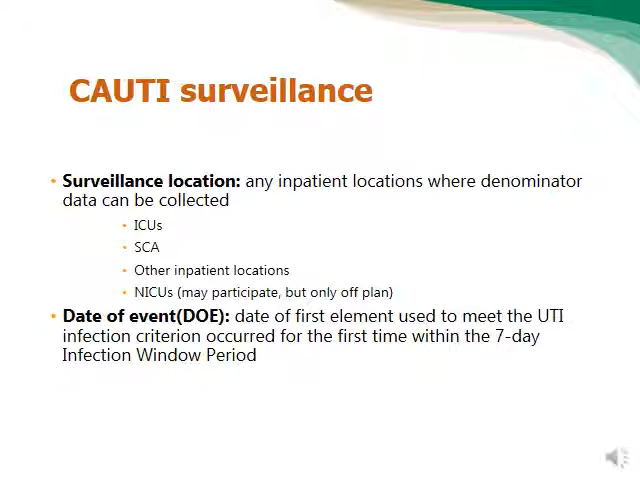 CAUTI surveillance
• Surveillance location: any inpatient locations where denominator
data can be collected
• ICUs
• SCA
• Other inpatient locations
• NICUs (may participate, but only off plan)
• Date of event(DOE): date of first element used to meet the UTI
infection criterion occurred for the first time within the 7-day
Infection Window Period